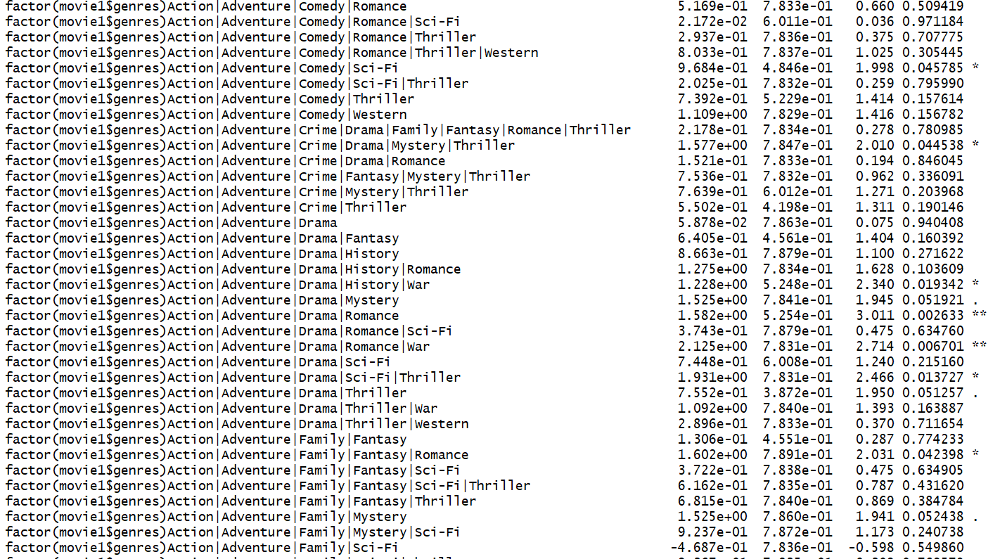 factor(movie1$genres)Action|Adventure|Comedy|Romance 5.169e-01 7.833e-01 0.660 0.509419
factor(movie1$genres)Action|Adventure|Comedy|Romance|Sci-Fi 2.172e-02 6.011e-01 0.036 0.971184
factor(movie1$genres)Action|Adventure|Comedy|Romance|Thriller 2.937e-01 7.836e-01 0.375 0.707775
factor(movie1$genres)Action|Adventure|Comedy|Romance|Thriller|Western 8.033e-01 7.837e-01 1.025 0.305445
factor(movie1$genres)Action|Adventure|Comedy|Sci-Fi 9.684e-01 4.846e-01 1.998 0.045785 *
factor(movie1$genres)Action|Adventure|Comedy|Sci-Fi|Thriller 2.025e-01 7.832e-01 0.259 0.795990
factor(movie1$genres)Action|Adventure|Comedy|Thriller 7.392e-01 5.229e-01 1.414 0.157614
factor(movie1$genres)Action|Adventure|Comedy|Western 1.109e+00 7.829e-01 1.416 0.156782
factor(movie1$genres)Action|Adventure|Crime|Drama|Family|Fantasy|Romance|Thriller 2.178e-01 7.834e-01 0.278 0.780985
factor(movie1$genres)Action|Adventure|Crime|Drama|Mystery|Thriller 1.577e+00 7.847e-01 2.010 0.044538 *
factor(movie1$genres)Action|Adventure|Crime|Drama|Romance 1.521e-01 7.833e-01 0.194 0.846045
factor(movie1$genres)Action|Adventure|Crime|Fantasy|Mystery|Thriller 7.536e-01 7.832e-01 0.962 0.336091
factor(movie1$genres)Action|Adventure|Crime|Mystery|Thriller 7.639e-01 6.012e-01 1.271 0.203968
factor(movie1$genres)Action|Adventure|Crime|Thriller 5.502e-01 4.198e-01 1.311 0.190146
factor(movie1$genres)Action|Adventure|Drama 5.878e-02 7.863e-01 0.075 0.940408
factor(movie1$genres)Action|Adventure|Drama|Fantasy 6.405e-01 4.561e-01 1.404 0.160392
factor(movie1$genres)Action|Adventure|Drama|History 8.663e-01 7.879e-01 1.100 0.271622
factor(movie1$genres)Action|Adventure|Drama|History|Romance 1.275e+00 7.834e-01 1.628 0.103609
factor(movie1$genres)Action|Adventure|Drama|History|War 1.228e+00 5.248e-01 2.340 0.019342 *
factor(movie1$genres)Action|Adventure|Drama|Mystery 1.525e+00 7.841e-01 1.945 0.051921 .
factor(movie1$genres)Action|Adventure|Drama|Romance 1.582e+00 5.254e-01 3.011 0.002633 **
factor(movie1$genres)Action|Adventure|Drama|Romance|Sci-Fi 3.743e-01 7.879e-01 0.475 0.634760
factor(movie1$genres)Action|Adventure|Drama|Romance|War 2.125e+00 7.831e-01 2.714 0.006701 **
factor(movie1$genres)Action|Adventure|Drama|Sci-Fi 7.448e-01 6.008e-01 1.240 0.215160
factor(movie1$genres)Action|Adventure|Drama|Sci-Fi|Thriller 1.931e+00 7.831e-01 2.466 0.013727 *
factor(movie1$genres)Action|Adventure|Drama|Thriller 7.552e-01 3.872e-01 1.950 0.051257 .
factor(movie1$genres)Action|Adventure|Drama|Thriller|War 1.092e+00 7.840e-01 1.393 0.163887
factor(movie1$genres)Action|Adventure|Drama|Thriller|Western 2.896e-01 7.833e-01 0.370 0.711654
factor(movie1$genres)Action|Adventure|Family|Fantasy 1.306e-01 4.551e-01 0.287 0.774233
factor(movie1$genres)Action|Adventure|Family|Fantasy|Romance 1.602e+00 7.891e-01 2.031 0.042398 *
factor(movie1$genres)Action|Adventure|Family|Fantasy|Sci-Fi 3.722e-01 7.838e-01 0.475 0.634905
factor(movie1$genres)Action|Adventure|Family|Fantasy|Sci-Fi|Thriller 6.162e-01 7.835e-01 0.787 0.431620
factor(movie1$genres)Action|Adventure|Family|Fantasy|Thriller 6.815e-01 7.840e-01 0.869 0.384784
factor(movie1$genres)Action|Adventure|Family|Mystery 1.525e+00 7.860e-01 1.941 0.052438 .
factor(movie1$genres)Action|Adventure|Family|Mystery|Sci-Fi 9.237e-01 7.872e-01 1.173 0.240738
factor(movie1$genres)Action|Adventure|Family|Sci-Fi -4.687e-01 7.836e-01 -0.598 0.549860